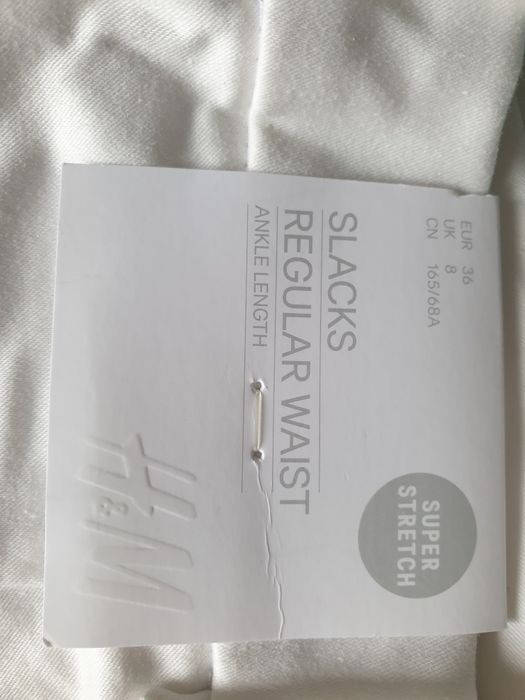 EUR 36
UK 8
CN 165/68A
SLACKS
REGULAR WAIST
ANKLE LENGTH
SUPER
STRETCH
H&M